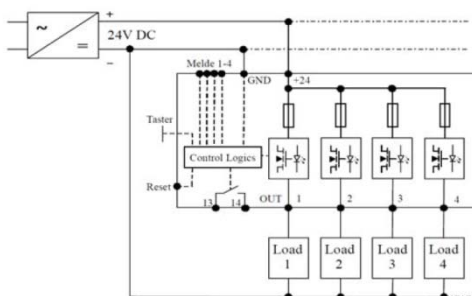 +
24V DC
~
=
−
Melde 1-4
GND
+24
Taster
Control Logics
Reset
13
14
OUT
1
2
3
4
Load
1
Load
2
Load
3
Load
4